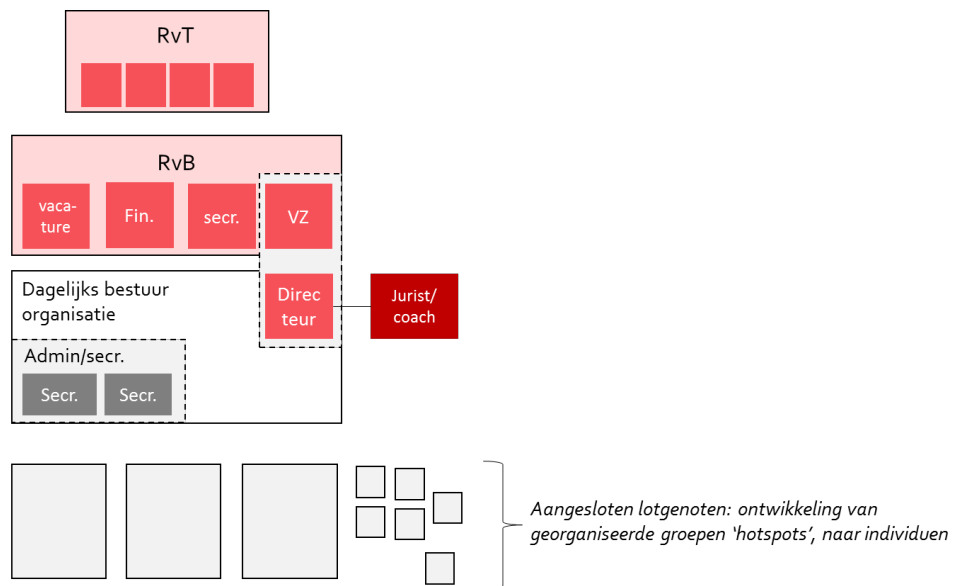 RvT
RvB
vaca-
ture
Fin.
secr.
VZ
Dagelijks bestuur
organisatie
Direc
teur
Jurist/
coach
Admin/secr.
Secr.
Secr.
Aangesloten lotgenoten: ontwikkeling van
georganiseerde groepen ‘hotspots’, naar individuen